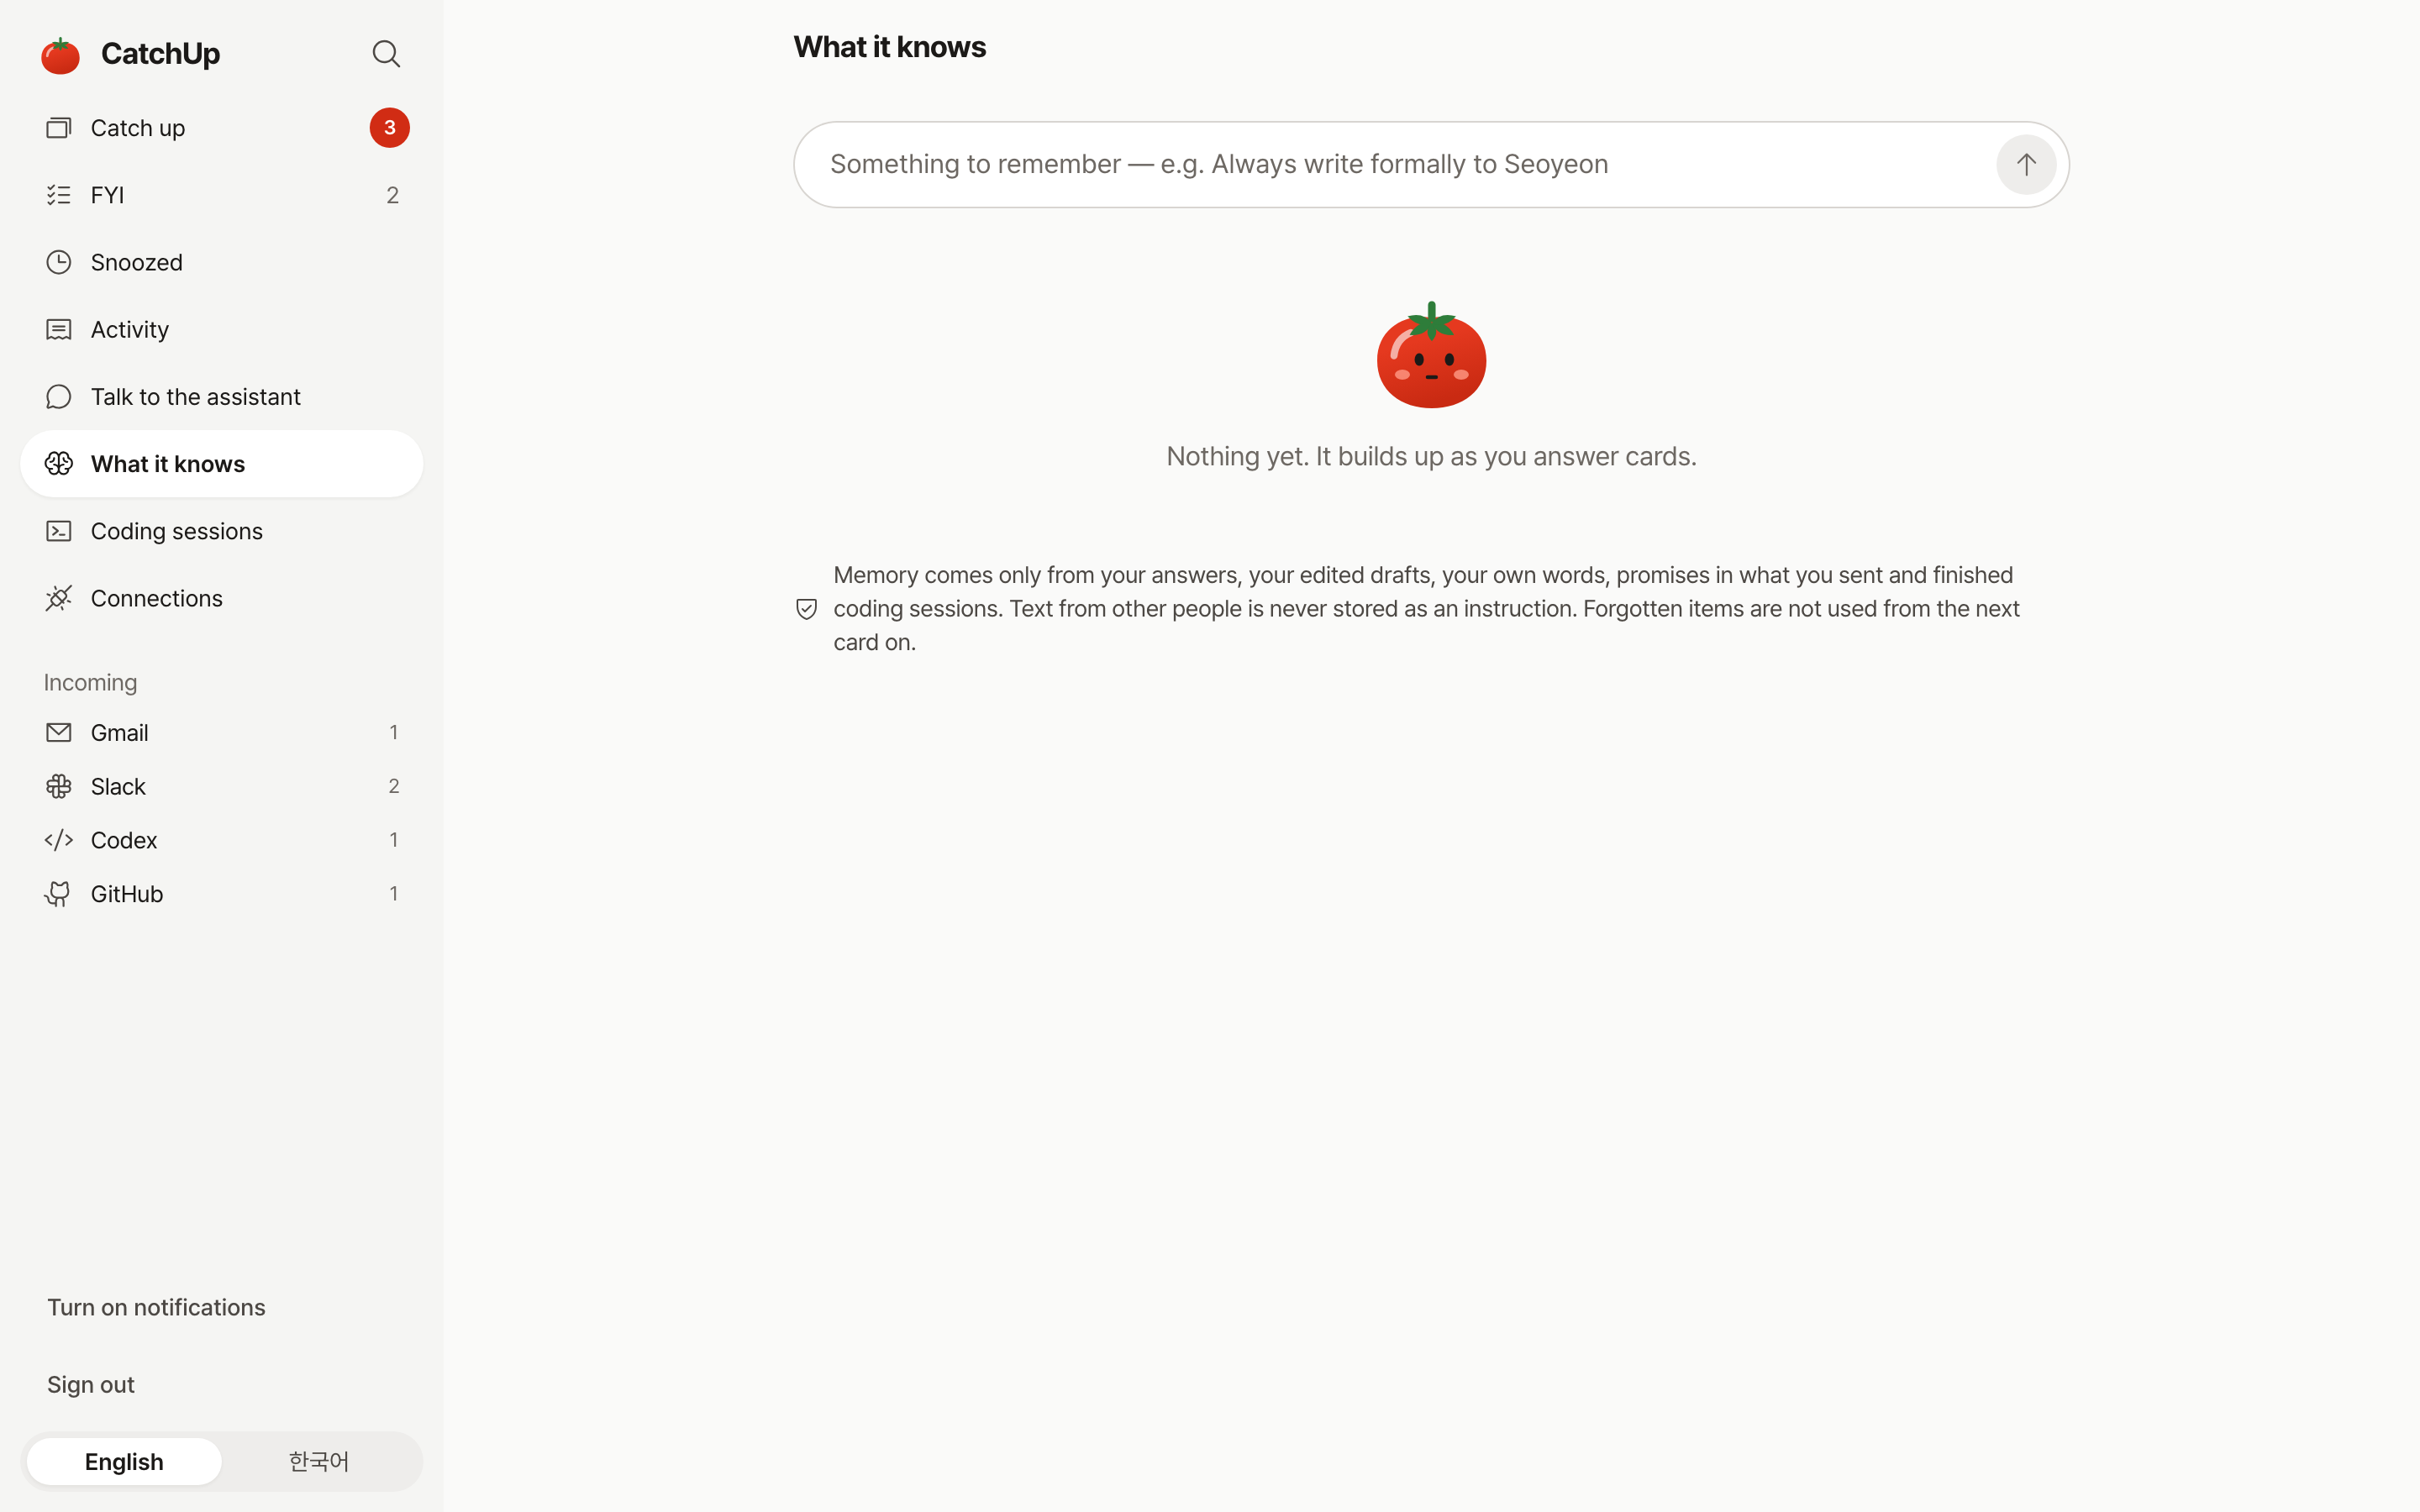 CatchUp
Catch up 3
FYI 2
Snoozed
Activity
Talk to the assistant
What it knows
Coding sessions
Connections
Incoming
Gmail 1
Slack 2
Codex 1
GitHub 1
Turn on notifications
Sign out
English 한국어
What it knows
Something to remember — e.g. Always write formally to Seoyeon
Nothing yet. It builds up as you answer cards.
Memory comes only from your answers, your edited drafts, your own words, promises in what you sent and finished
coding sessions. Text from other people is never stored as an instruction. Forgotten items are not used from the next
card on.